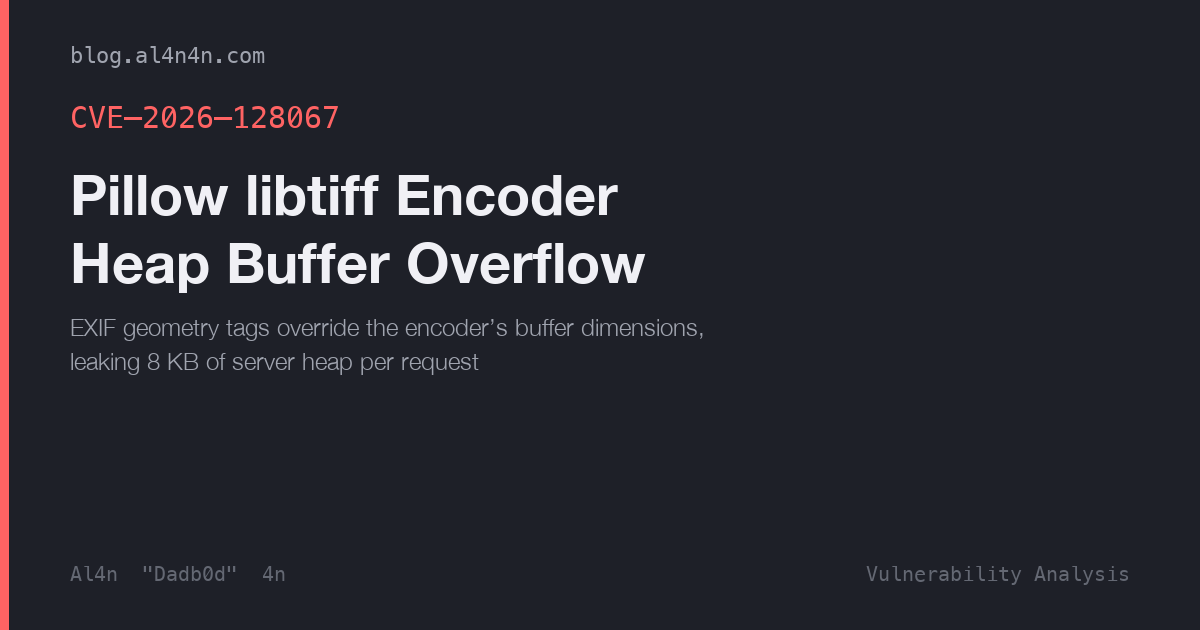 blog.al4n4n.com
CVE–2026–128067
Pillow libtiff Encoder
Heap Buffer Overflow
EXIF geometry tags override the encoder’s buffer dimensions,
leaking 8 KB of server heap per request
Al4n "Dadb0d" 4n
Vulnerability Analysis